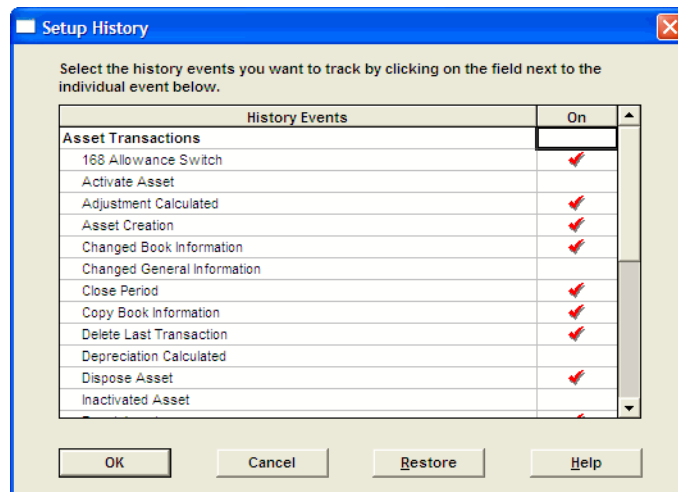 Setup History
Select the history events you want to track by clicking on the field next to the
individual event below.
History Events On
Asset Transactions
168 Allowance Switch
Activate Asset
Adjustment Calculated
Asset Creation
Changed Book Information
Changed General Information
Close Period
Copy Book Information
Delete Last Transaction
Depreciation Calculated
Dispose Asset
Inactivated Asset
OK Cancel Restore Help